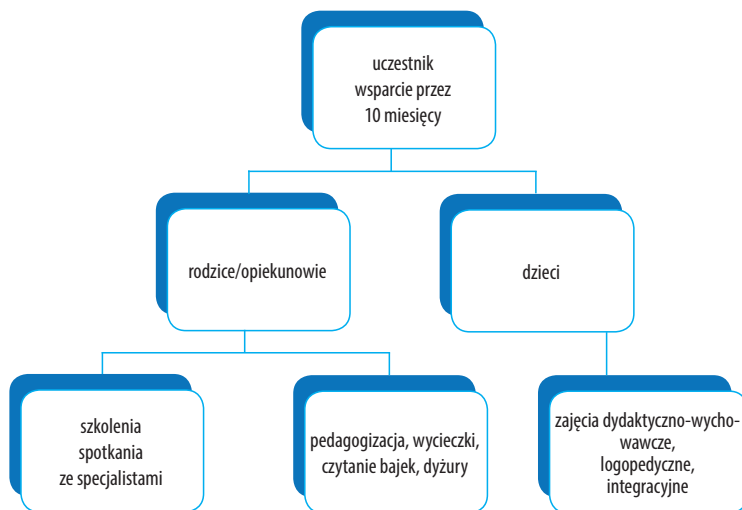 uczestnik
wsparcie przez
10 miesięcy
rodzice/opiekunowie
dzieci
szkolenia
spotkania
ze specjalistami
pedagogizacja, wycieczki,
czytanie bajek, dyżury
zajęcia dydaktyczno-wycho-
wawcze,
logopedyczne,
integracyjne